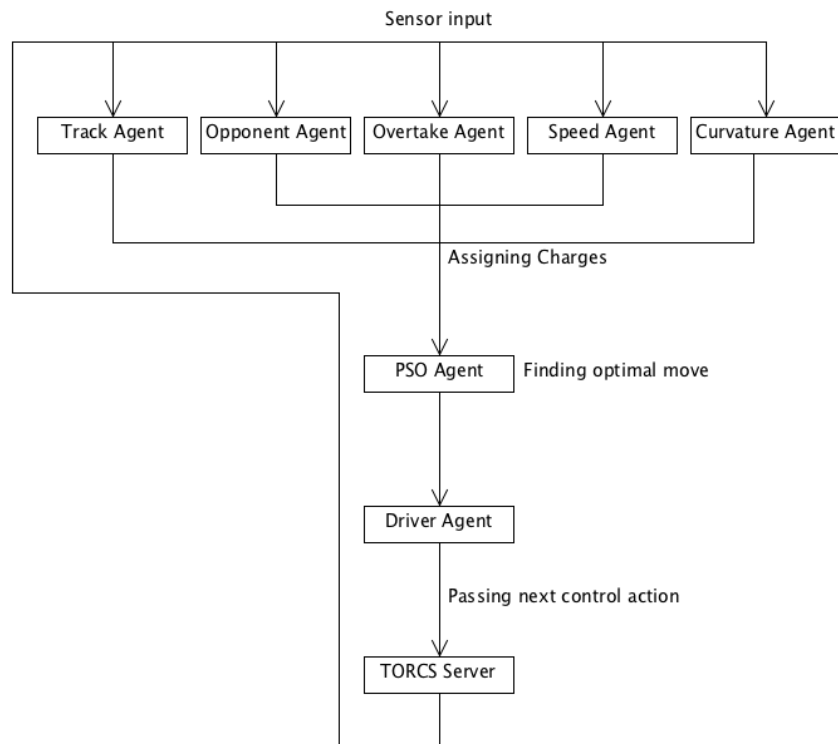 Sensor input
Track Agent
Opponent Agent
Overtake Agent
Speed Agent
Curvature Agent
Assigning Charges
PSO Agent
Finding optimal move
Driver Agent
Passing next control action
TORCS Server